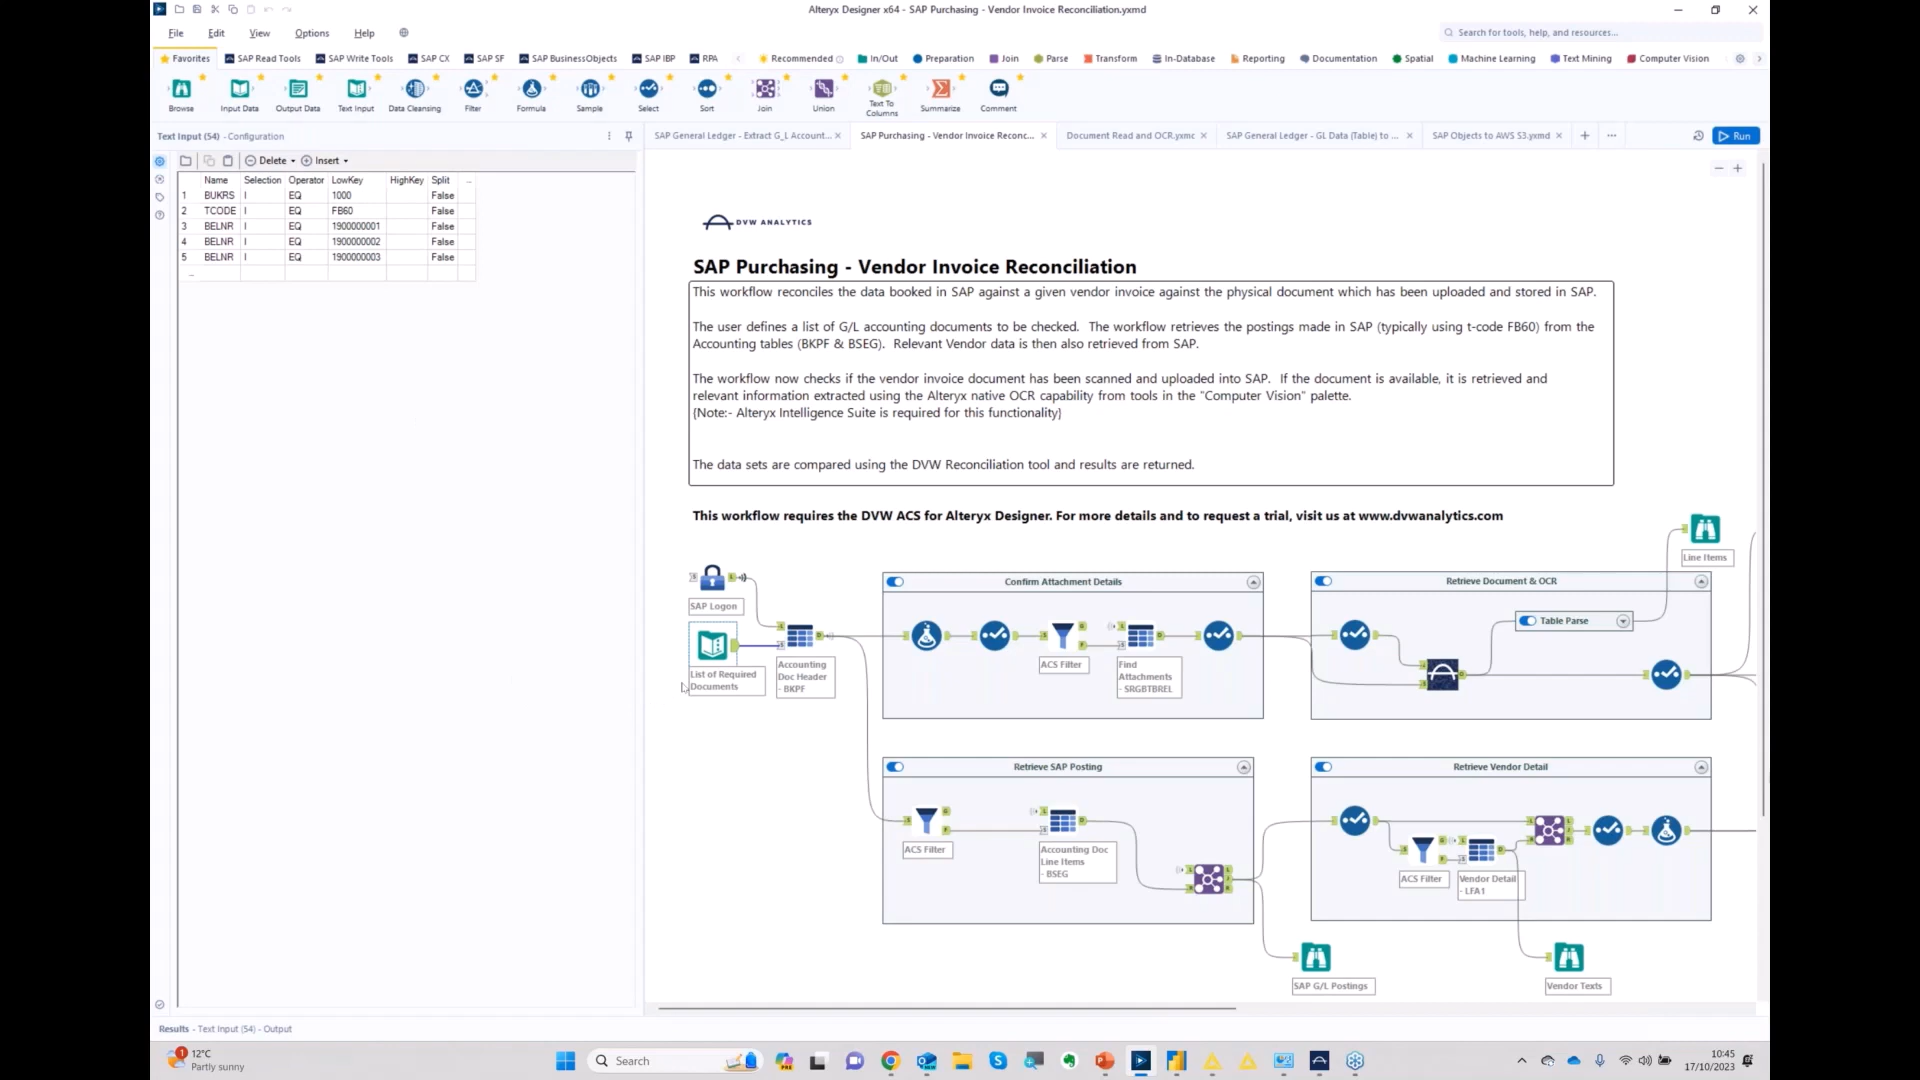 Alteryx Designer x64 - SAP Purchasing - Vendor Invoice Reconciliation.yxmd
File Edit View Options Help
Search for tools, help, and resources...
Favorites SAP Read Tools SAP Write Tools SAP CX SAP SF SAP BusinessObjects SAP IBP RPA Recommended In/Out Preparation Join Parse Transform In-Database Reporting Documentation Spatial Machine Learning Text Mining Computer Vision
Browse Input Data Output Data Text Input Data Cleansing Filter Formula Sample Select Sort Join Union Text To Columns Summarize Comment
Text Input (54) - Configuration
SAP General Ledger - Extract G_L Account... SAP Purchasing - Vendor Invoice Reconc... Document Read and OCR.yxmc SAP General Ledger - GL Data (Table) to ... SAP Objects to AWS S3.yxmd
Run
Delete Insert
Name Selection Operator LowKey HighKey Split ...
1 BUKRS I EQ 1000 False
2 TCODE I EQ FB60 False
3 BELNR I EQ 1900000001 False
4 BELNR I EQ 1900000002 False
5 BELNR I EQ 1900000003 False
DVW ANALYTICS
SAP Purchasing - Vendor Invoice Reconciliation
This workflow reconciles the data booked in SAP against a given vendor invoice against the physical document which has been uploaded and stored in SAP.
The user defines a list of G/L accounting documents to be checked. The workflow retrieves the postings made in SAP (typically using t-code FB60) from the
Accounting tables (BKPF & BSEG). Relevant Vendor data is then also retrieved from SAP.
The workflow now checks if the vendor invoice document has been scanned and uploaded into SAP. If the document is available, it is retrieved and
relevant information extracted using the Alteryx native OCR capability from tools in the "Computer Vision" palette.
{Note:- Alteryx Intelligence Suite is required for this functionality}
The data sets are compared using the DVW Reconciliation tool and results are returned.
This workflow requires the DVW ACS for Alteryx Designer. For more details and to request a trial, visit us at www.dvwanalytics.com
Line Items
SAP Logon
List of Required
Documents
Accounting
Doc Header
- BKPF
Confirm Attachment Details
ACS Filter
Find
Attachments
- SRGBTBREL
Retrieve Document & OCR
Table Parse
Retrieve SAP Posting
ACS Filter
Accounting Doc
Line Items
- BSEG
Retrieve Vendor Detail
ACS Filter
Vendor Detail
- LFA1
SAP G/L Postings
Vendor Texts
Results - Text Input (54) - Output
12°C
Partly sunny
Search
10:45
17/10/2023